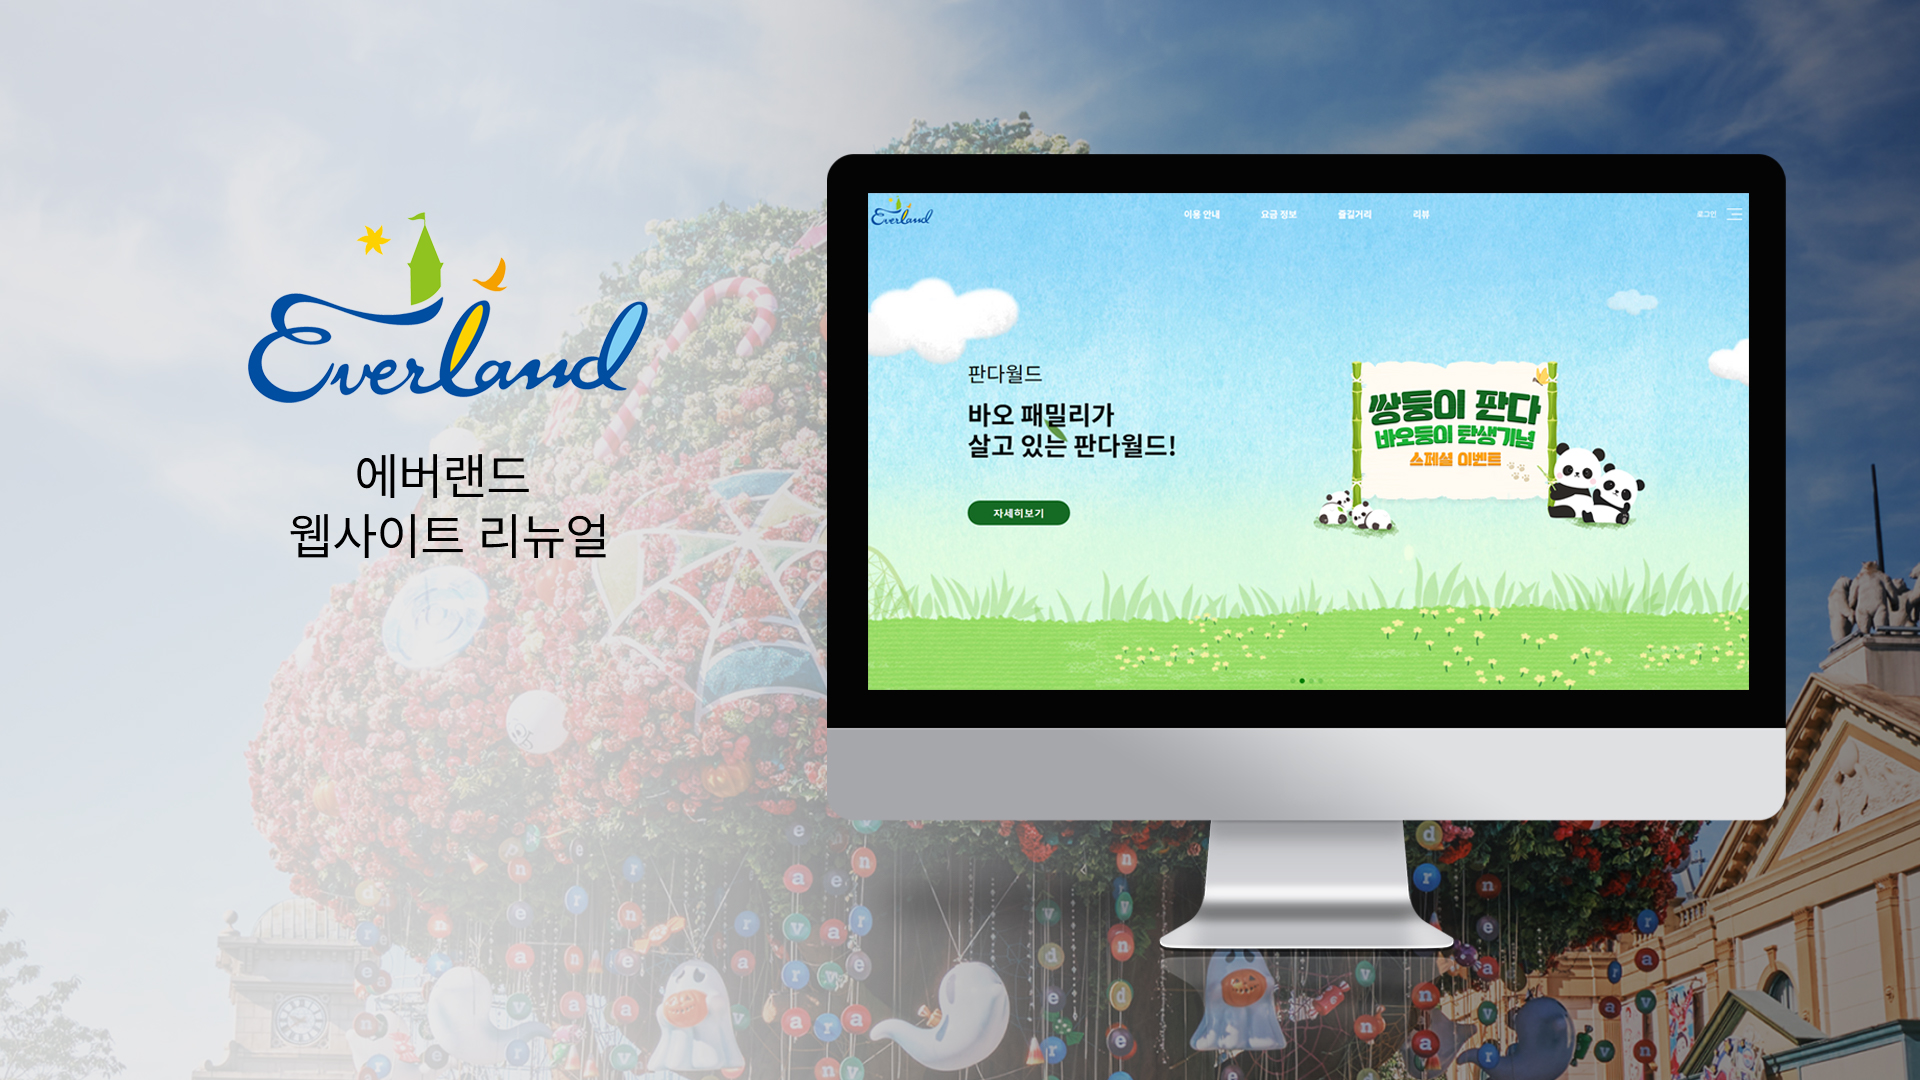 Everland
에버랜드
웹사이트 리뉴얼
Everland
이용 안내
요금 정보
즐길거리
리뷰
로그인
판다월드
바오 패밀리가
살고 있는 판다월드!
자세히보기
쌍둥이 판다
바오둥이 탄생기념
스페셜 이벤트